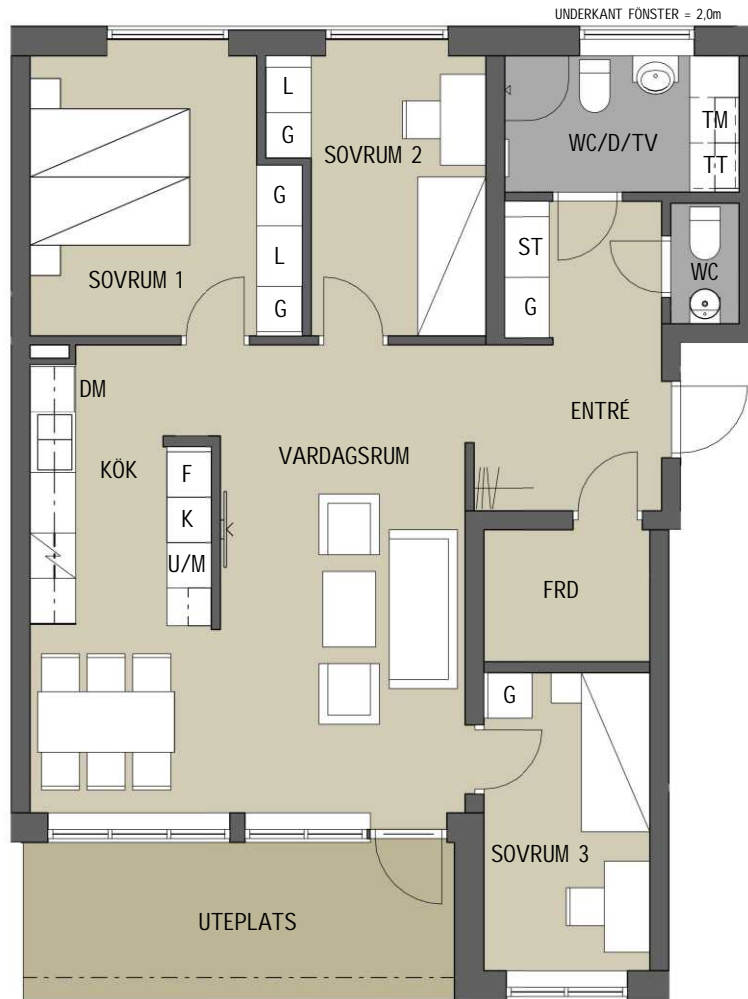 UNDERKANT FÖNSTER = 2,0m
L
G
SOVRUM 2
WC/D/TV
TM
TT
G
L
G
SOVRUM 1
ST
G
WC
DM
KÖK
F
K
U/M
VARDAGSRUM
ENTRÉ
FRD
G
SOVRUM 3
UTEPLATS